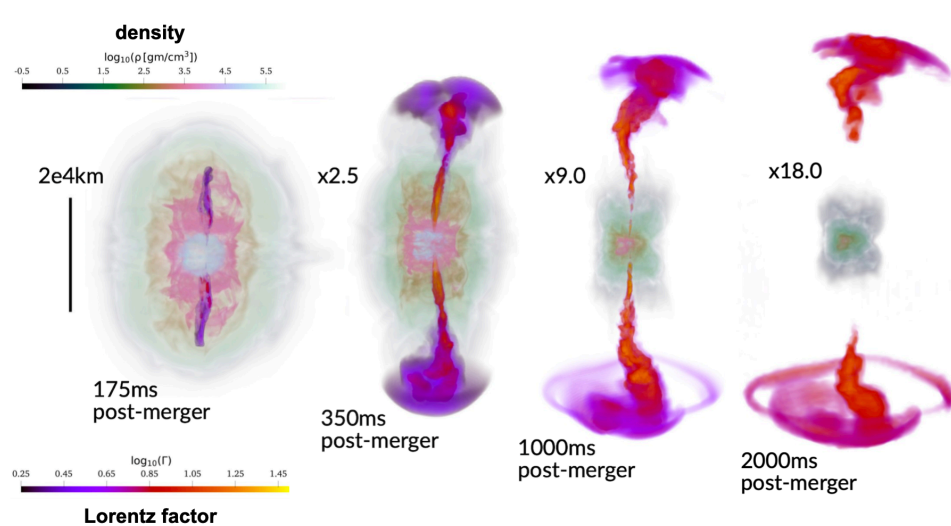 density
log₁₀(ρ [gm/cm³])
-0.5 0.5 1.5 2.5 3.5 4.5 5.5
2e4km
x2.5
x9.0
x18.0
175ms
post-merger
350ms
post-merger
1000ms
post-merger
2000ms
post-merger
log₁₀(Γ)
0.25 0.45 0.65 0.85 1.05 1.25 1.45
Lorentz factor